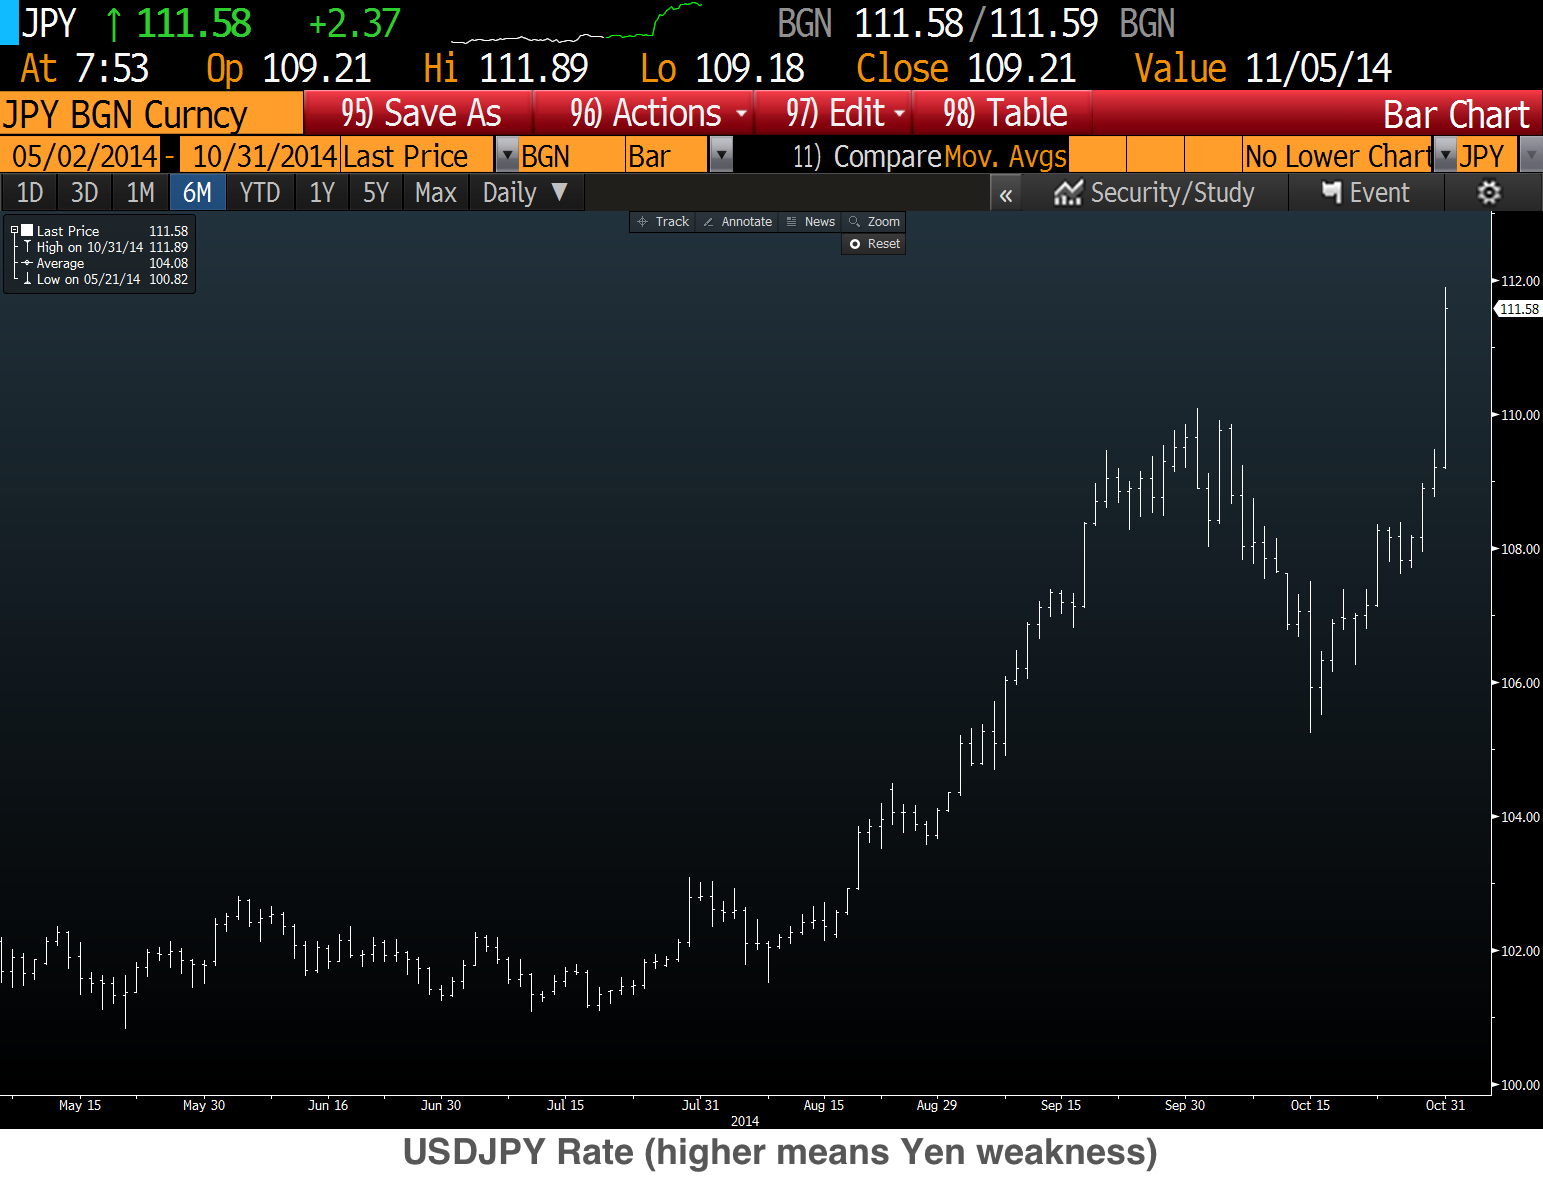 JPY ↑ 111.58 +2.37 BGN 111.58/111.59 BGN
At 7:53 Op 109.21 Hi 111.89 Lo 109.18 Close 109.21 Value 11/05/14
JPY BGN Curncy 95) Save As 96) Actions 97) Edit 98) Table Bar Chart
05/02/2014 - 10/31/2014 Last Price BGN Bar 11) Compare Mov. Avgs No Lower Chart JPY
1D 3D 1M 6M YTD 1Y 5Y Max Daily ▼ « Security/Study Event
Track Annotate News Zoom
Reset
Last Price 111.58
High on 10/31/14 111.89
Average 104.08
Low on 05/21/14 100.82
112.00
111.58
110.00
108.00
106.00
104.00
102.00
100.00
May 15 May 30 Jun 16 Jun 30 Jul 15 Jul 31 Aug 15 Aug 29 Sep 15 Sep 30 Oct 15 Oct 31
2014
USDJPY Rate (higher means Yen weakness)